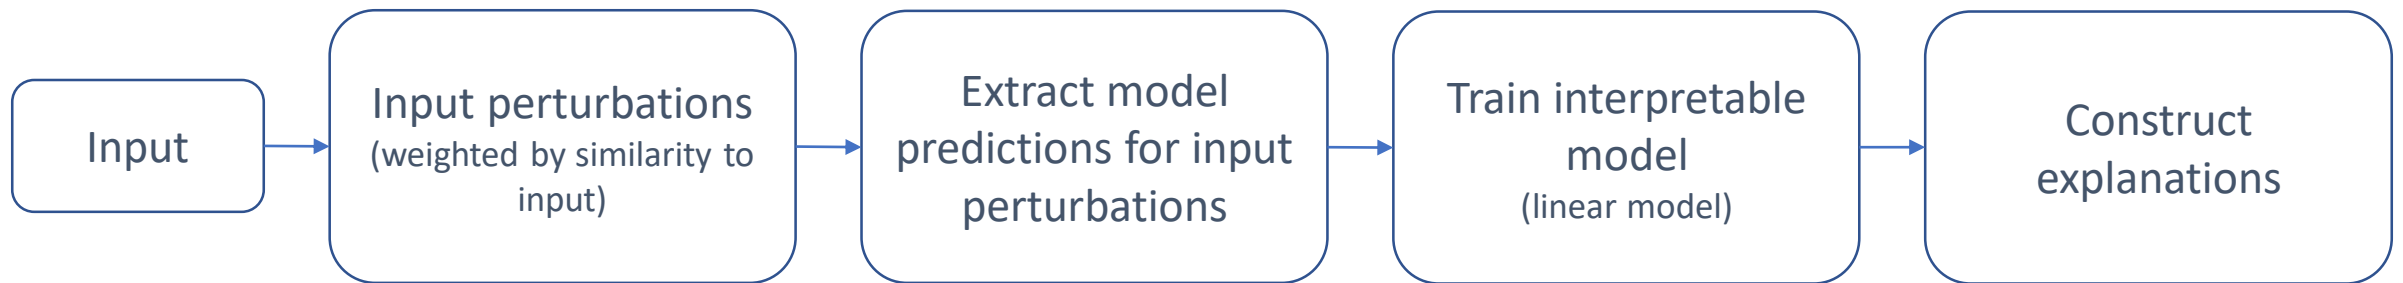 Input
Input perturbations
(weighted by similarity to
input)
Extract model
predictions for input
perturbations
Train interpretable
model
(linear model)
Construct
explanations